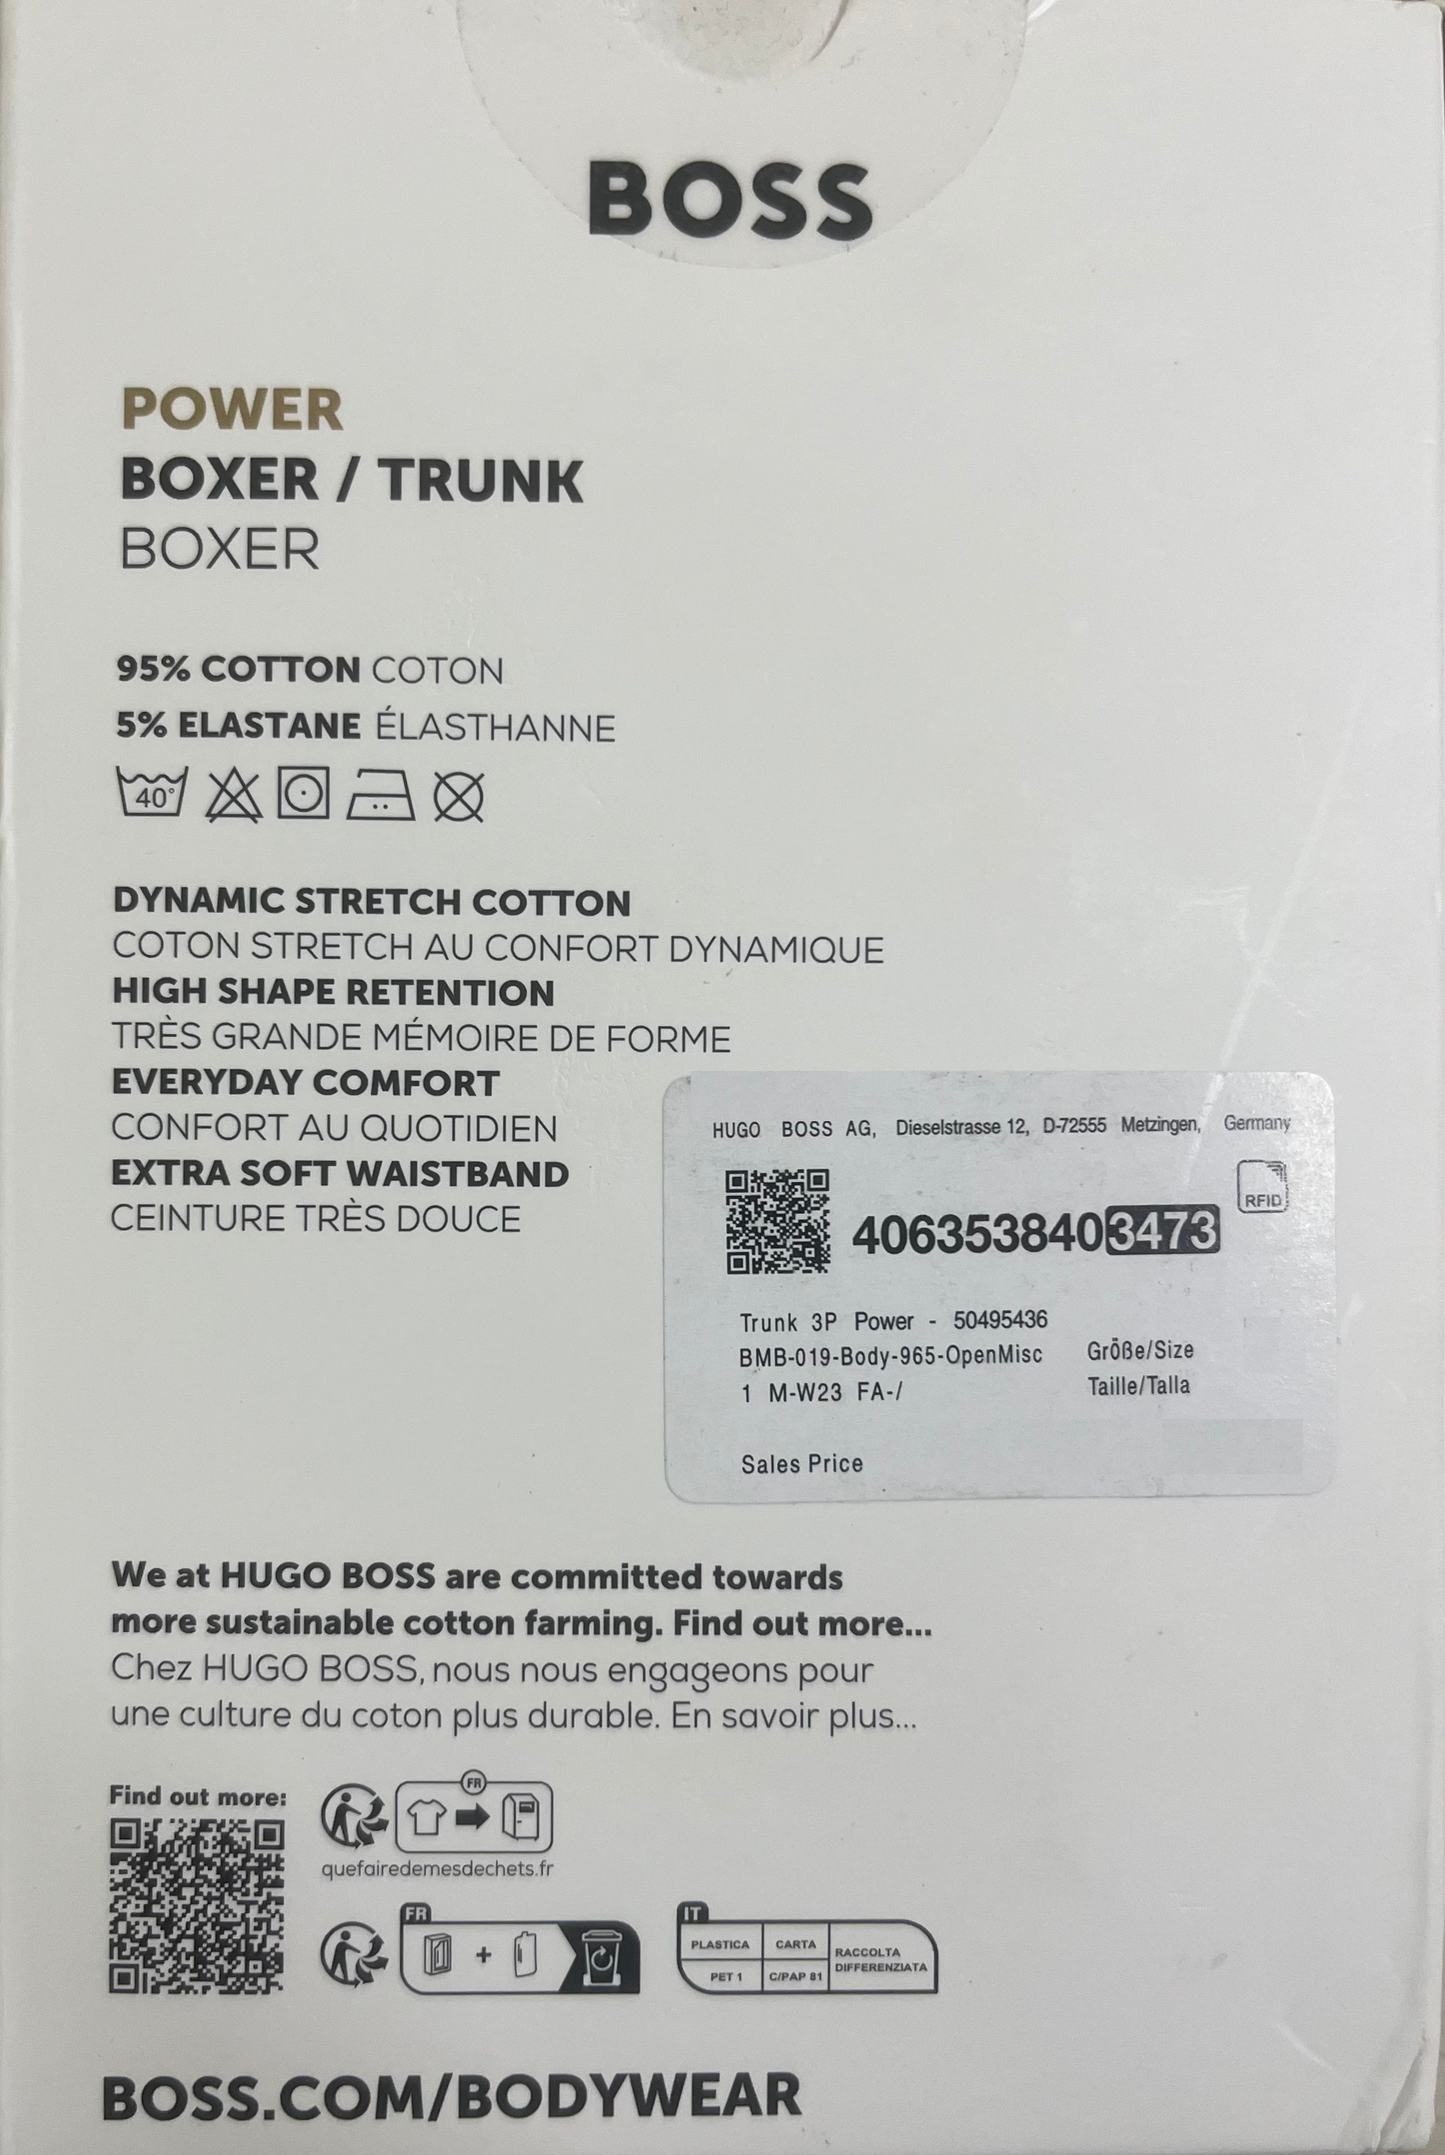 BOSS
POWER
BOXER / TRUNK
BOXER
95% COTTON COTON
5% ELASTANE ÉLASTHANNE
40°
DYNAMIC STRETCH COTTON
COTON STRETCH AU CONFORT DYNAMIQUE
HIGH SHAPE RETENTION
TRÈS GRANDE MÉMOIRE DE FORME
EVERYDAY COMFORT
CONFORT AU QUOTIDIEN
EXTRA SOFT WAISTBAND
CEINTURE TRÈS DOUCE
HUGO BOSS AG, Dieselstrasse 12, D-72555 Metzingen, Germany
RFID
4063538403473
Trunk 3P Power - 50495436
BMB-019-Body-965-OpenMisc
1 M-W23 FA-/
Größe/Size
Taille/Talla
Sales Price
We at HUGO BOSS are committed towards
more sustainable cotton farming. Find out more...
Chez HUGO BOSS, nous nous engageons pour
une culture du coton plus durable. En savoir plus...
Find out more:
FR
quefairedemesdechets.fr
FR
IT
PLASTICA CARTA RACCOLTA
DIFFERENZIATA
PET 1 C/PAP 81
BOSS.COM/BODYWEAR